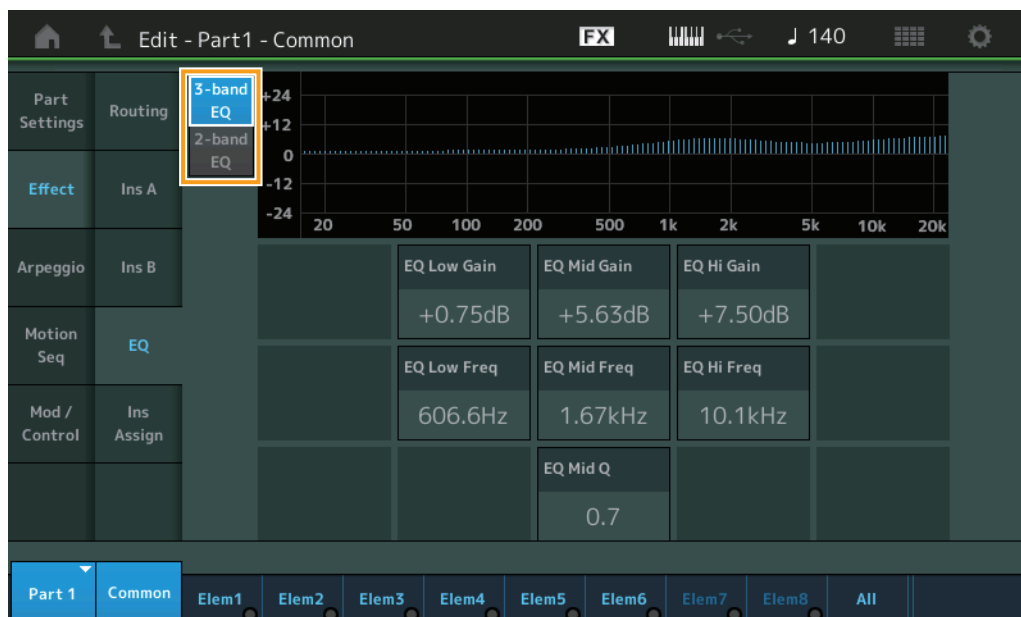 Edit - Part1 - Common
FX
♩ 140
Part
Settings
Routing
3-band
EQ
2-band
EQ
+24
+12
0
-12
-24
20 50 100 200 500 1k 2k 5k 10k 20k
Effect
Ins A
Arpeggio
Ins B
EQ Low Gain EQ Mid Gain EQ Hi Gain
+0.75dB +5.63dB +7.50dB
Motion
Seq
EQ
EQ Low Freq EQ Mid Freq EQ Hi Freq
606.6Hz 1.67kHz 10.1kHz
Mod /
Control
Ins
Assign
EQ Mid Q
0.7
Part 1 Common Elem1 Elem2 Elem3 Elem4 Elem5 Elem6 Elem7 Elem8 All